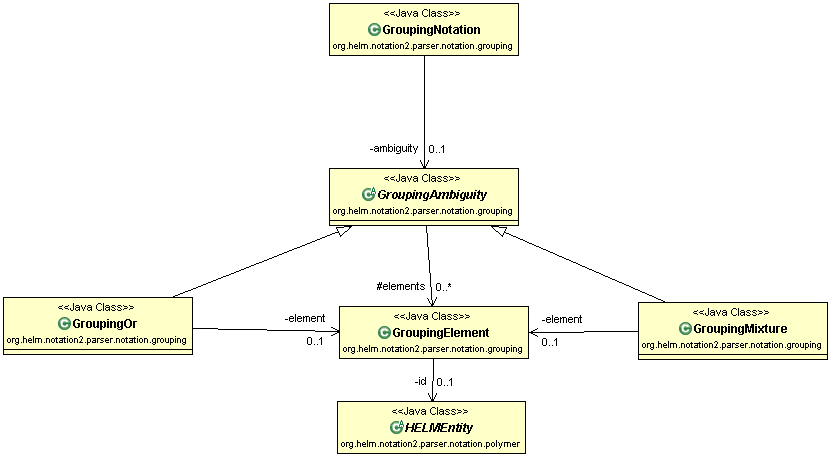 <<Java Class>>
GroupingNotation
org.helm.notation2.parser.notation.grouping
-ambiguity 0..1
<<Java Class>>
GroupingAmbiguity
org.helm.notation2.parser.notation.grouping
#elements 0..*
<<Java Class>>
GroupingOr
org.helm.notation2.parser.notation.grouping
-element
0..1
<<Java Class>>
GroupingElement
org.helm.notation2.parser.notation.grouping
-element
0..1
<<Java Class>>
GroupingMixture
org.helm.notation2.parser.notation.grouping
-id 0..1
<<Java Class>>
HELMEntity
org.helm.notation2.parser.notation.polymer